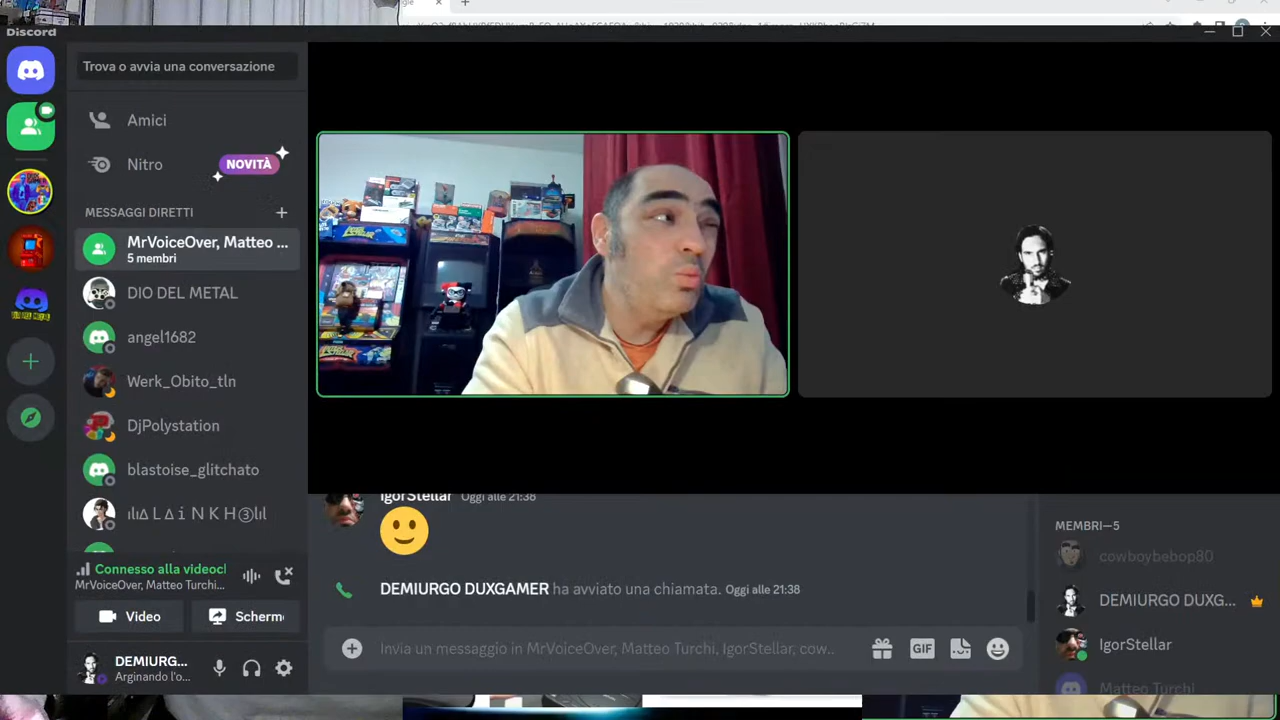 Discord
Trova o avvia una conversazione
Amici
Nitro
NOVITÀ
MESSAGGI DIRETTI
MrVoiceOver, Matteo ...
5 membri
DIO DEL METAL
angel1682
Werk_Obito_tln
DjPolystation
blastoise_glitchato
Connesso alla videocl
MrVoiceOver, Matteo Turchi...
Video
Scherm
DEMIURG...
Arginando l'o...
IgorStellar Oggi alle 21:38
DEMIURGO DUXGAMER ha avviato una chiamata. Oggi alle 21:38
Invia un messaggio in MrVoiceOver, Matteo Turchi, IgorStellar, cow...
GIF
MEMBRI—5
cowboybebop80
DEMIURGO DUXG...
IgorStellar
Matteo Turchi